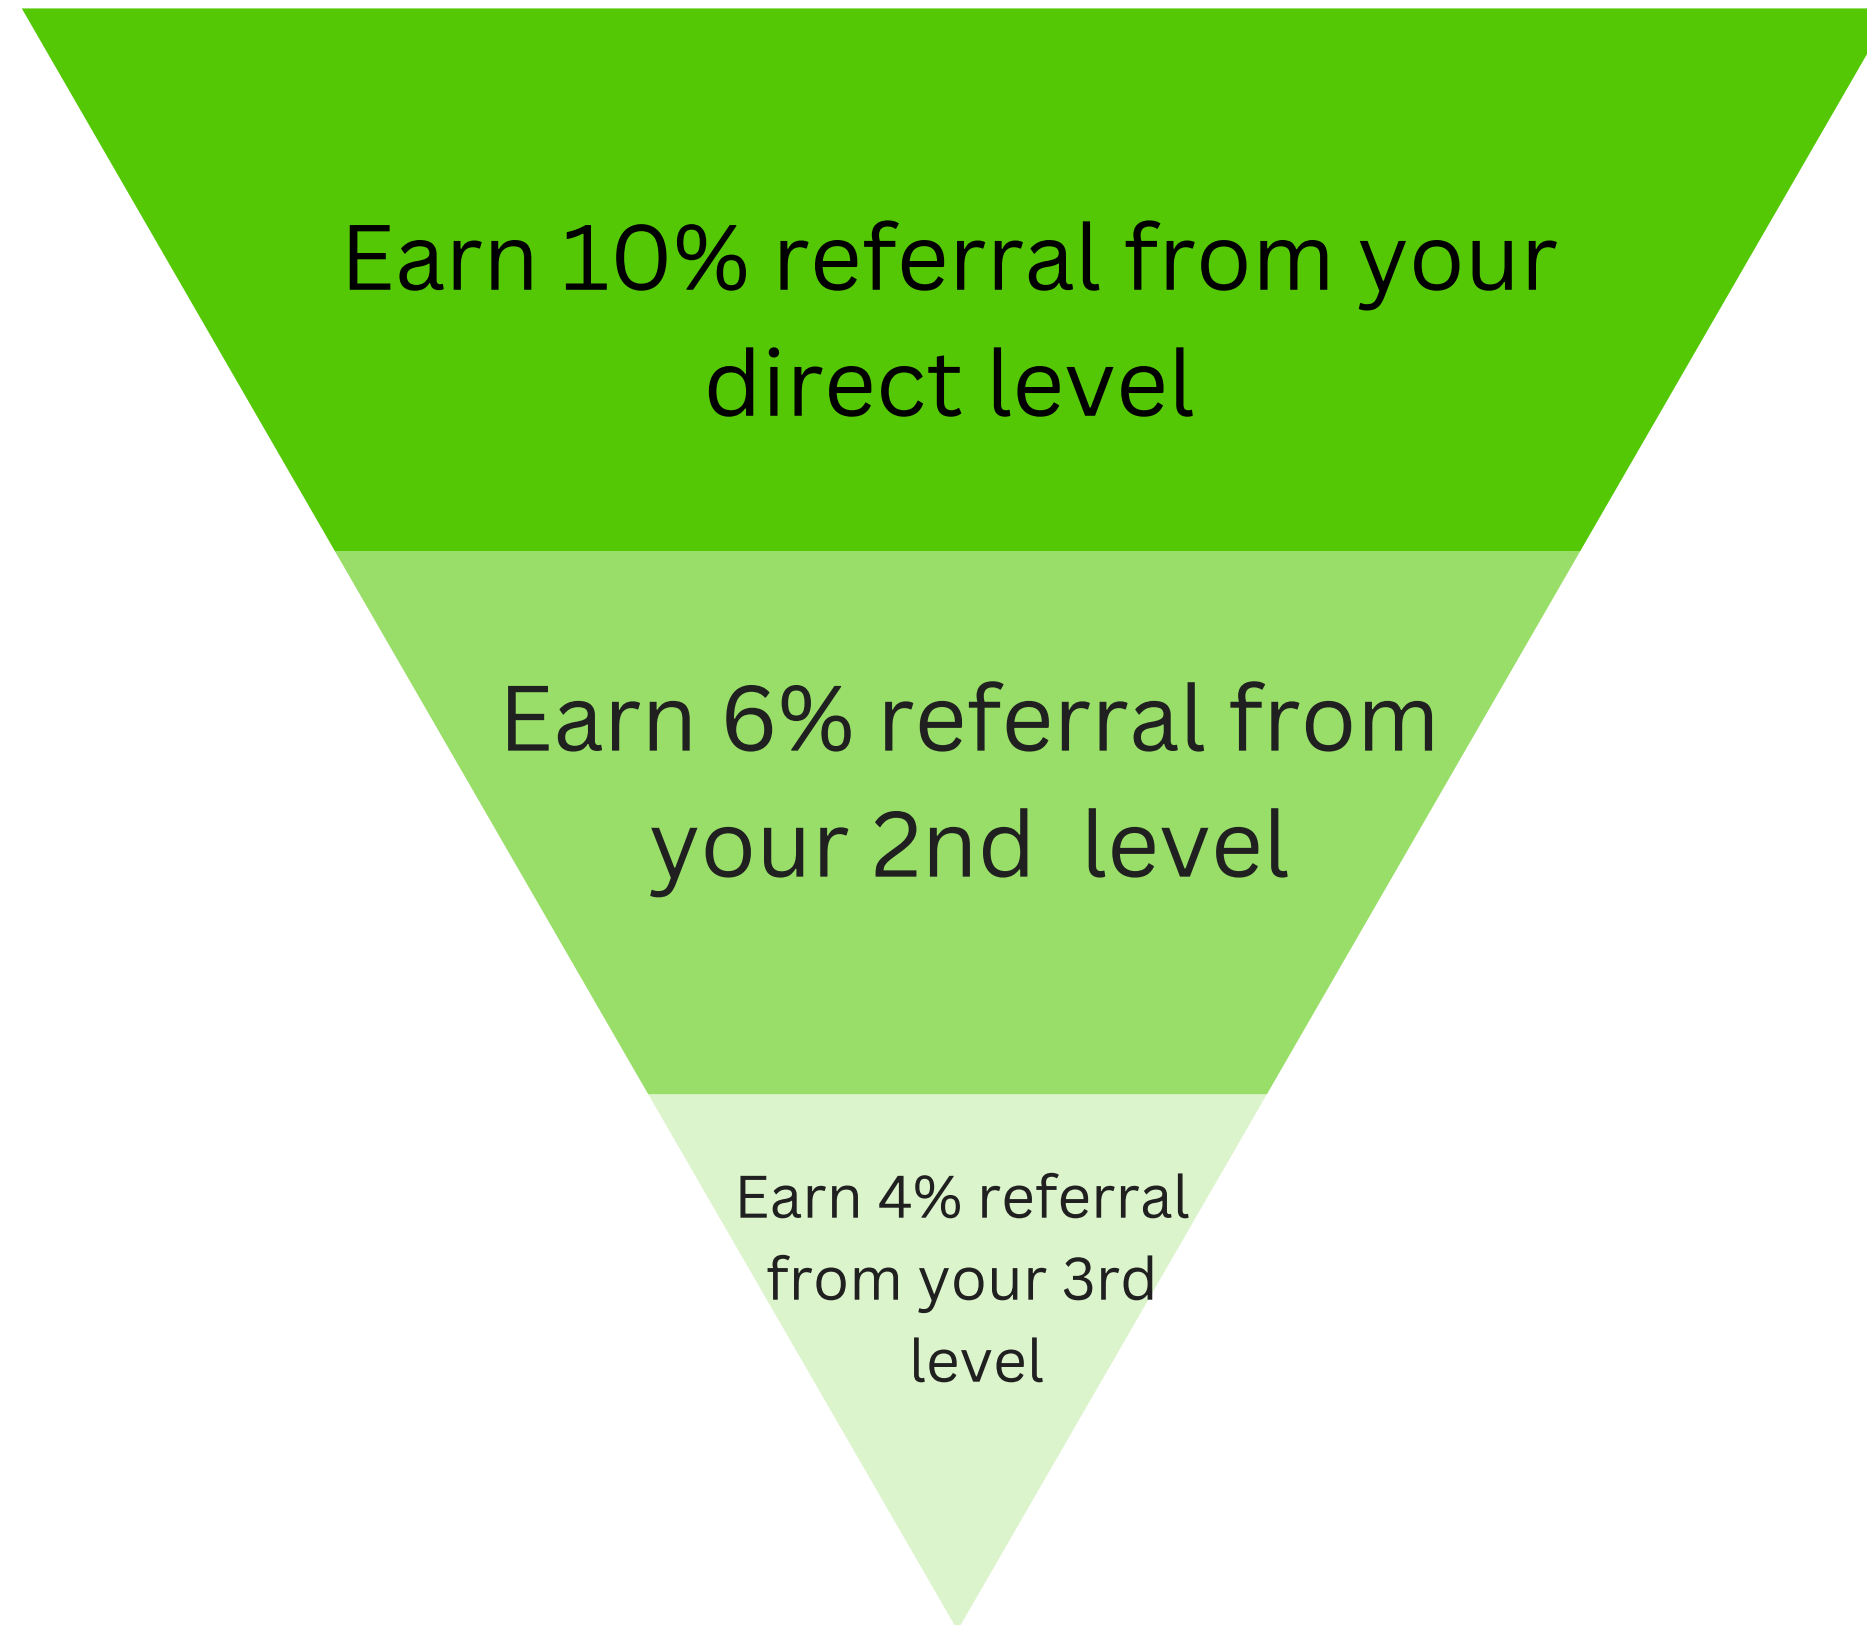 Earn 10% referral from your
direct level
Earn 6% referral from
your 2nd  level
Earn 4% referral
from your 3rd
level